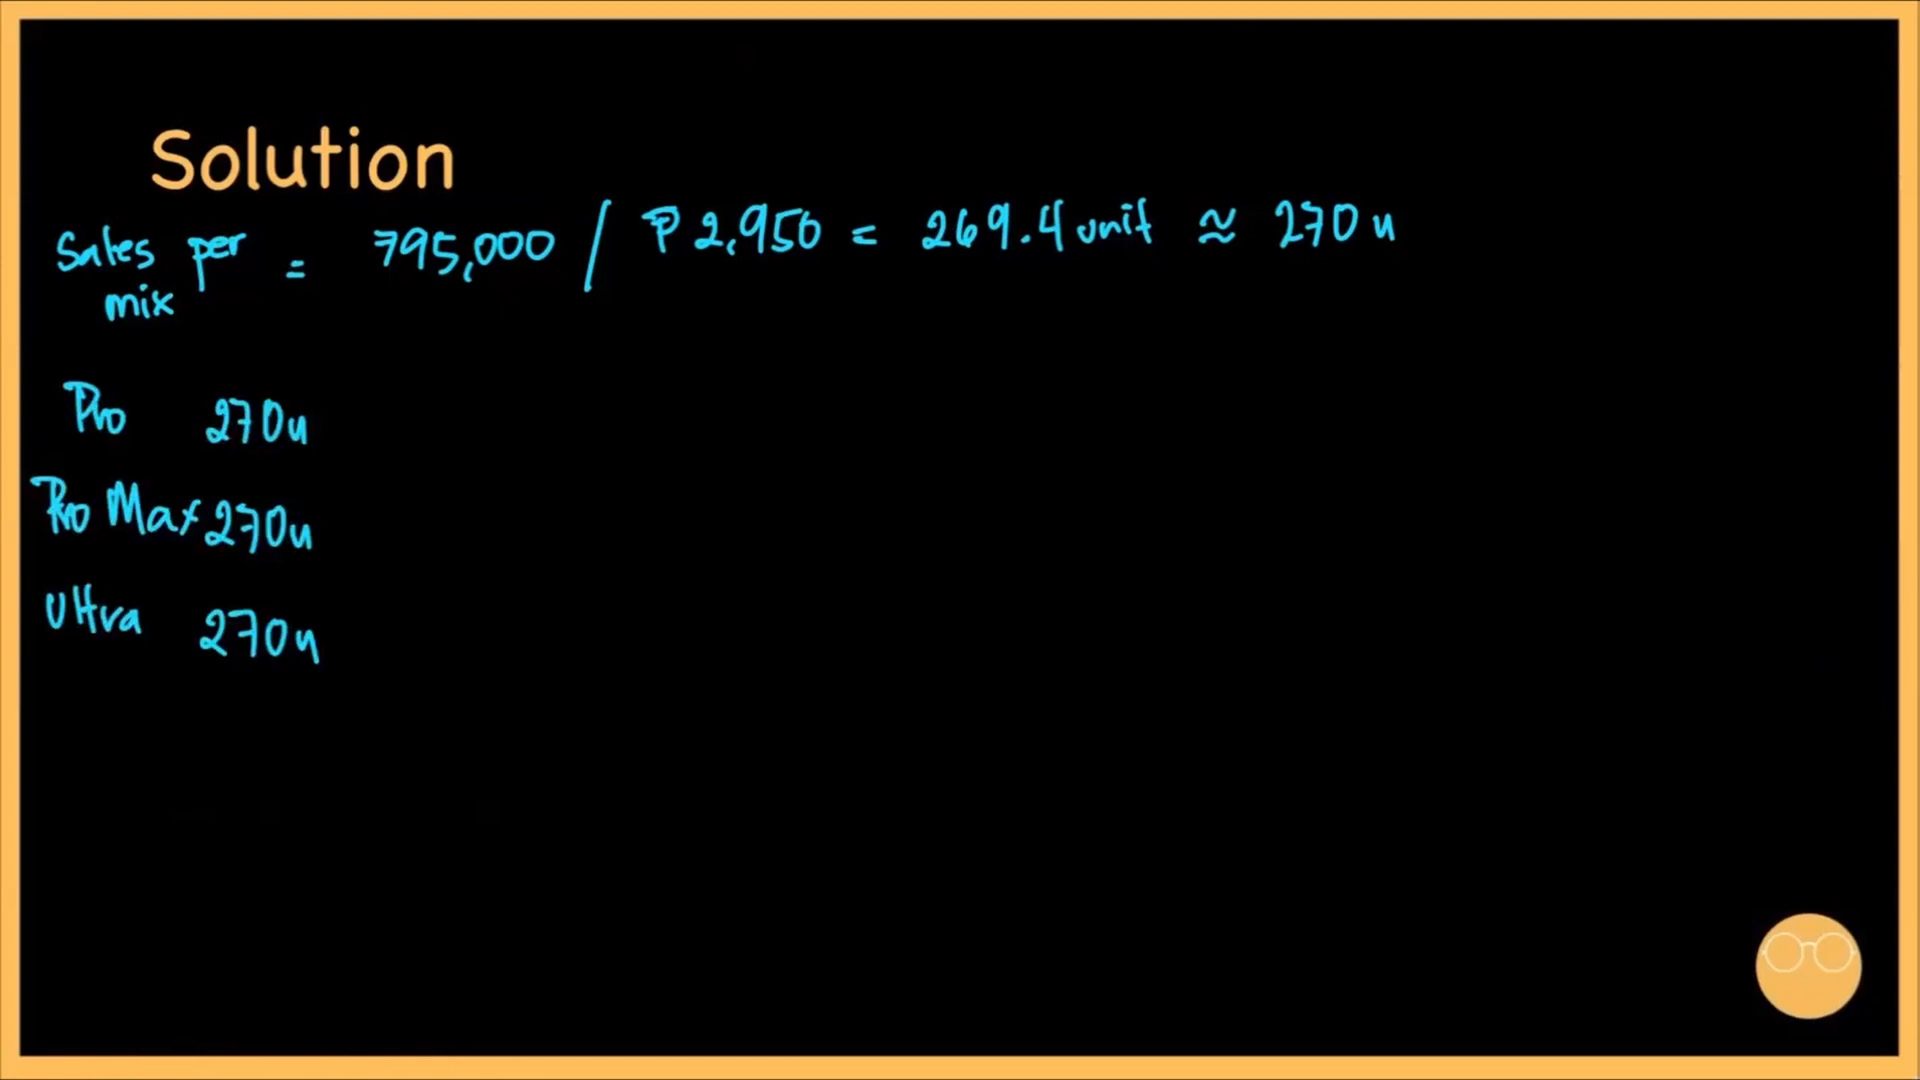 Solution
Sales per mix = 795,000 / ₱2,950 = 269.4 unit ≈ 270 u
Pro 270u
Pro Max 270u
Ultra 270u